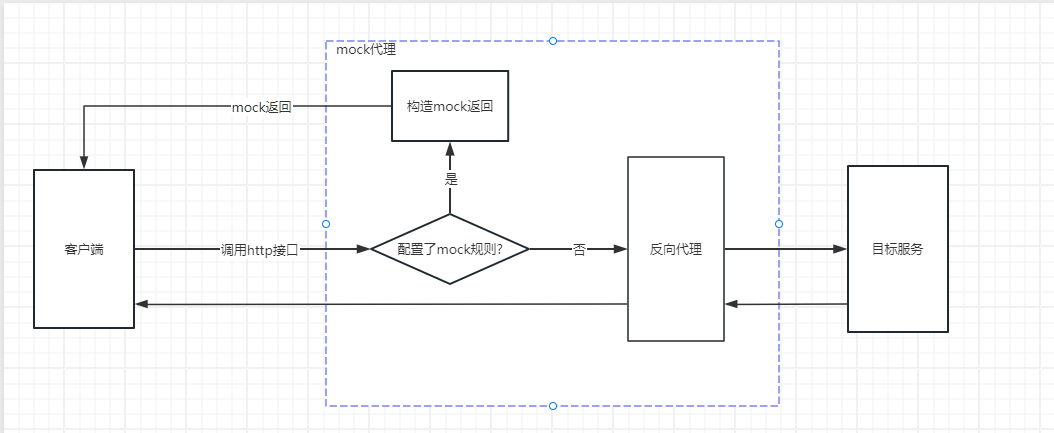 mock代理
构造mock返回
mock返回
是
客户端
调用http接口
配置了mock规则?
否
反向代理
目标服务